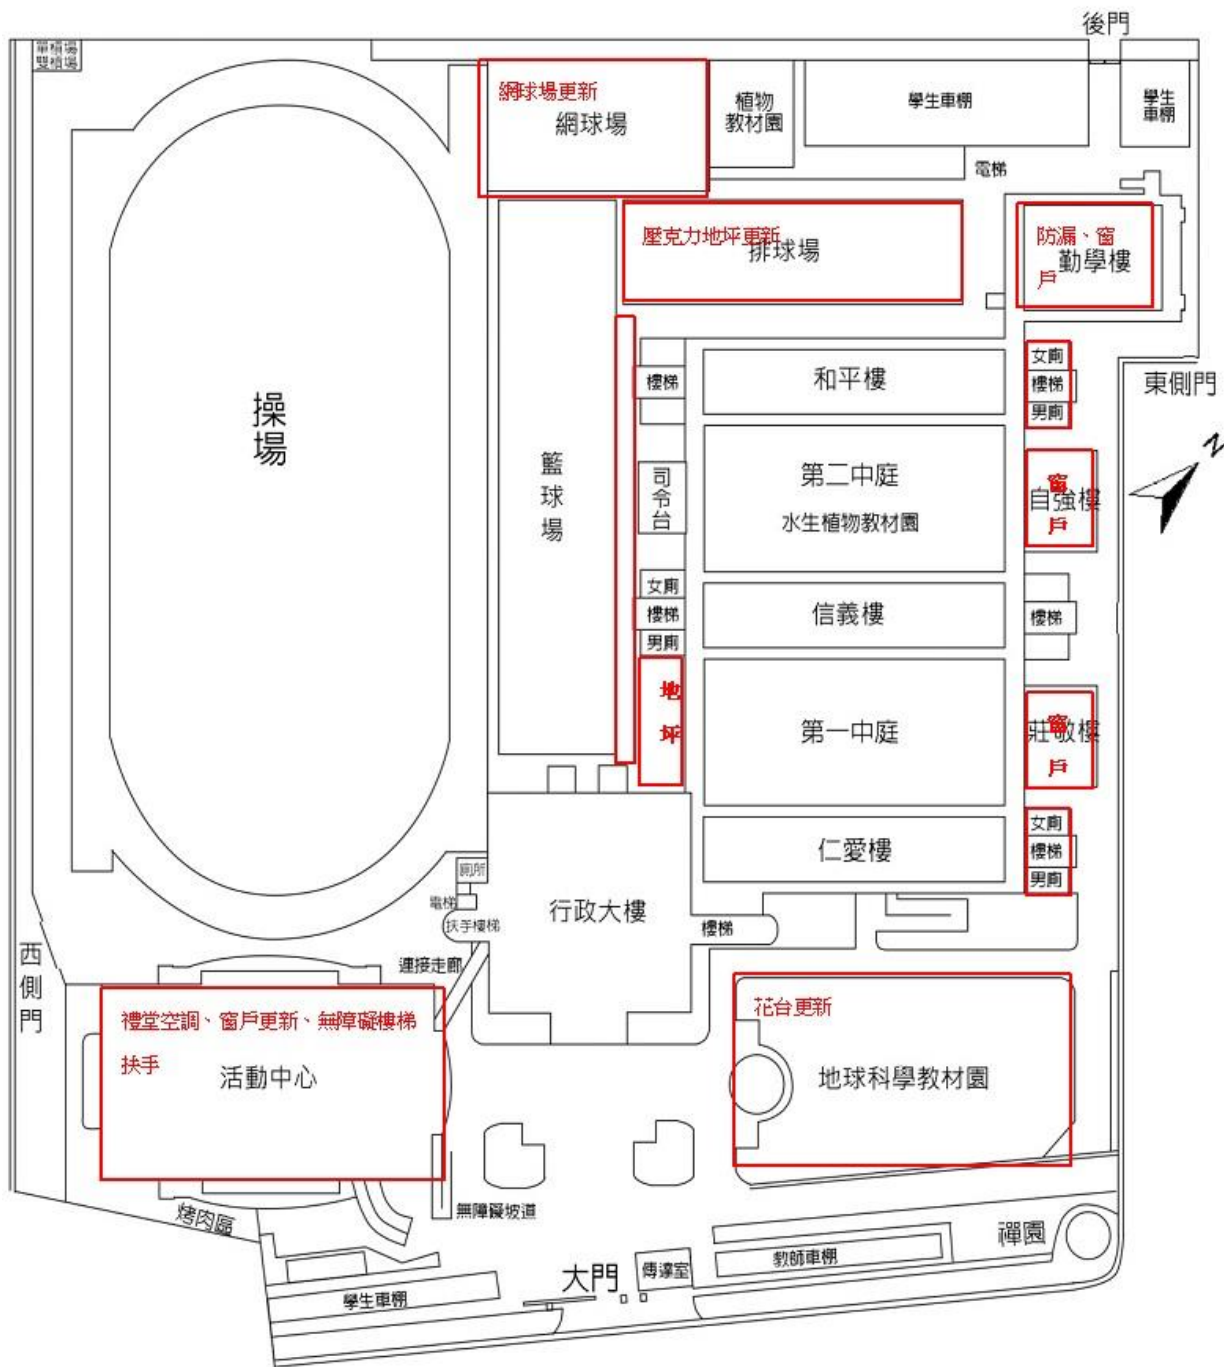 後門
單槓場
雙槓場
網球場更新
網球場
植物
教材園
學生車棚
學生
車棚
電梯
壓克力地坪更新
排球場
防漏、窗
戶
勤學樓
操場
籃球場
樓梯
和平樓
女廁
樓梯
男廁
東側門
N
司令台
第二中庭
水生植物教材園
窗
戶
自強樓
女廁
樓梯
男廁
信義樓
樓梯
地
坪
第一中庭
窗
戶
莊敬樓
仁愛樓
女廁
樓梯
男廁
廁所
電梯
扶手樓梯
行政大樓
樓梯
連接走廊
西側門
禮堂空調、窗戶更新、無障礙樓梯
扶手
活動中心
花台更新
地球科學教材園
無障礙坡道
烤肉區
學生車棚
大門
傳達室
教師車棚
禪園